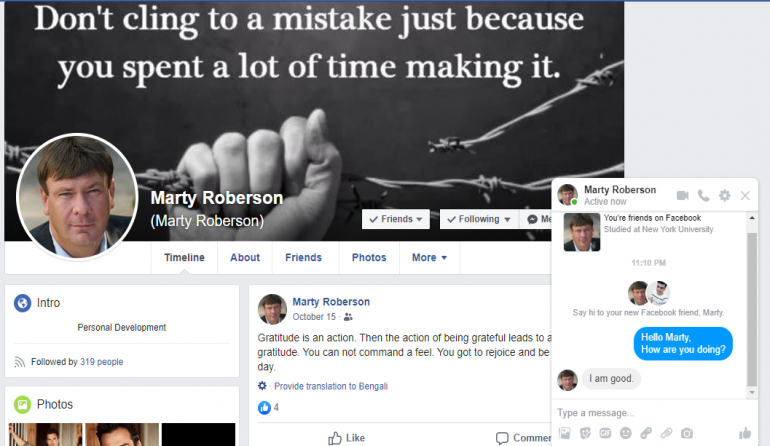 Don't cling to a mistake just because
you spent a lot of time making it.
Marty Roberson
(Marty Roberson)
Friends
Following
Timeline
About
Friends
Photos
More
Intro
Personal Development
Followed by 319 people
Photos
Marty Roberson
October 15 ·
Gratitude is an action. Then the action of being grateful leads to a
gratitude. You can not command a feel. You got to rejoice and be
day.
· Provide translation to Bengali
4
Like
Marty Roberson
Active now
You're friends on Facebook
Studied at New York University
11:10 PM
Say hi to your new Facebook friend, Marty.
Hello Marty,
How are you doing?
I am good.
Type a message...
GIF